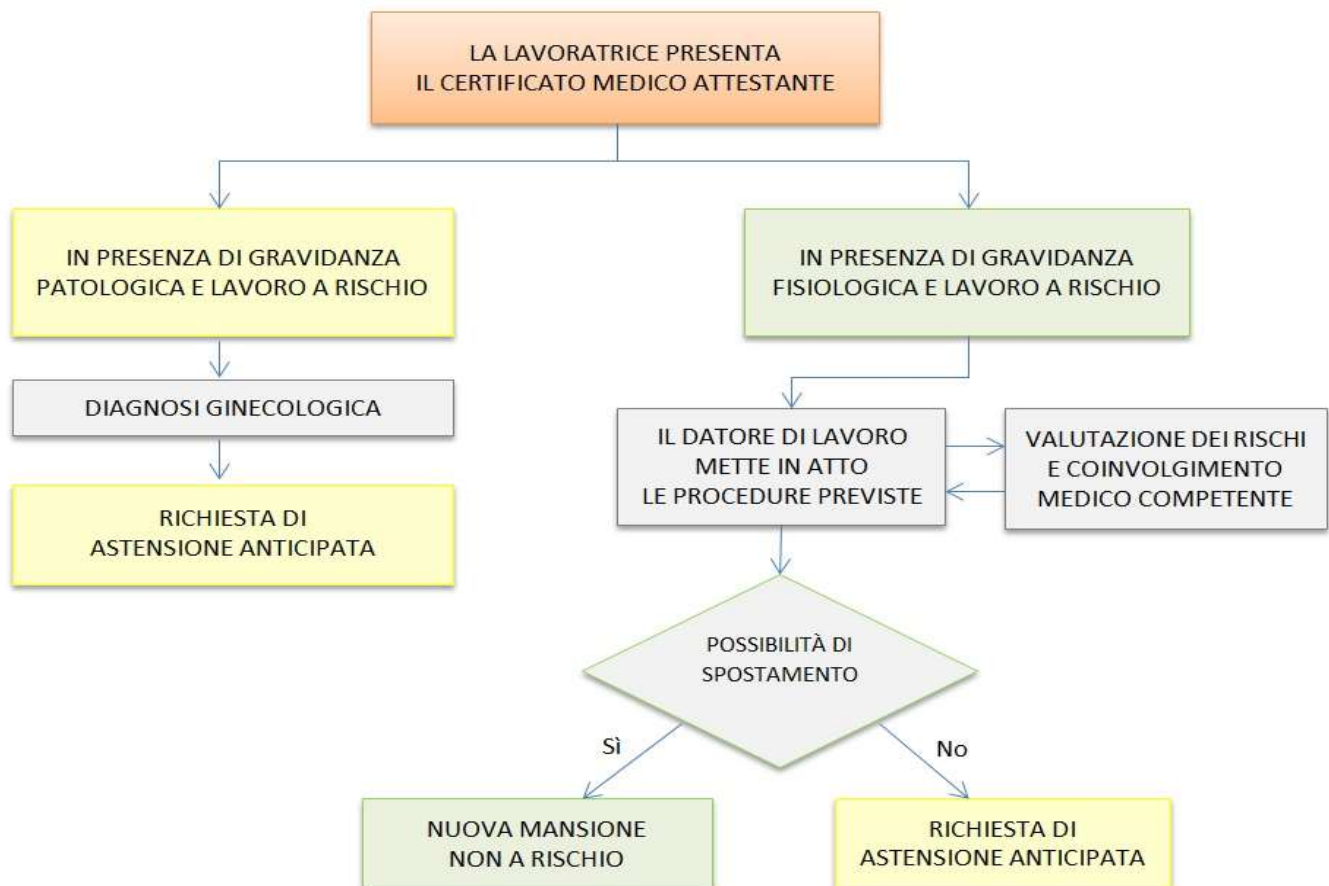 LA LAVORATRICE PRESENTA
IL CERTIFICATO MEDICO ATTESTANTE
IN PRESENZA DI GRAVIDANZA
PATOLOGICA E LAVORO A RISCHIO
IN PRESENZA DI GRAVIDANZA
FISIOLOGICA E LAVORO A RISCHIO
DIAGNOSI GINECOLOGICA
IL DATORE DI LAVORO
METTE IN ATTO
LE PROCEDURE PREVISTE
VALUTAZIONE DEI RISCHI
E COINVOLGIMENTO
MEDICO COMPETENTE
RICHIESTA DI
ASTENSIONE ANTICIPATA
POSSIBILITÀ DI
SPOSTAMENTO
Sì
No
NUOVA MANSIONE
NON A RISCHIO
RICHIESTA DI
ASTENSIONE ANTICIPATA